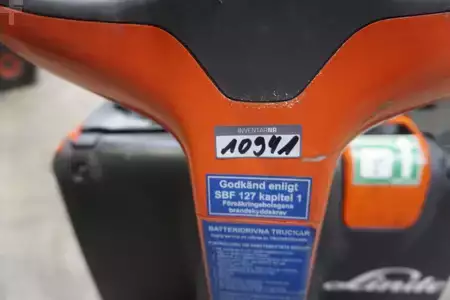 INVENTARNR
10941
Godkänd enligt
SBF 127 kapitel 1
Försäkringsbolagens
brandskyddskrav
BATTERIDRIVNA TRUCKAR
Linde